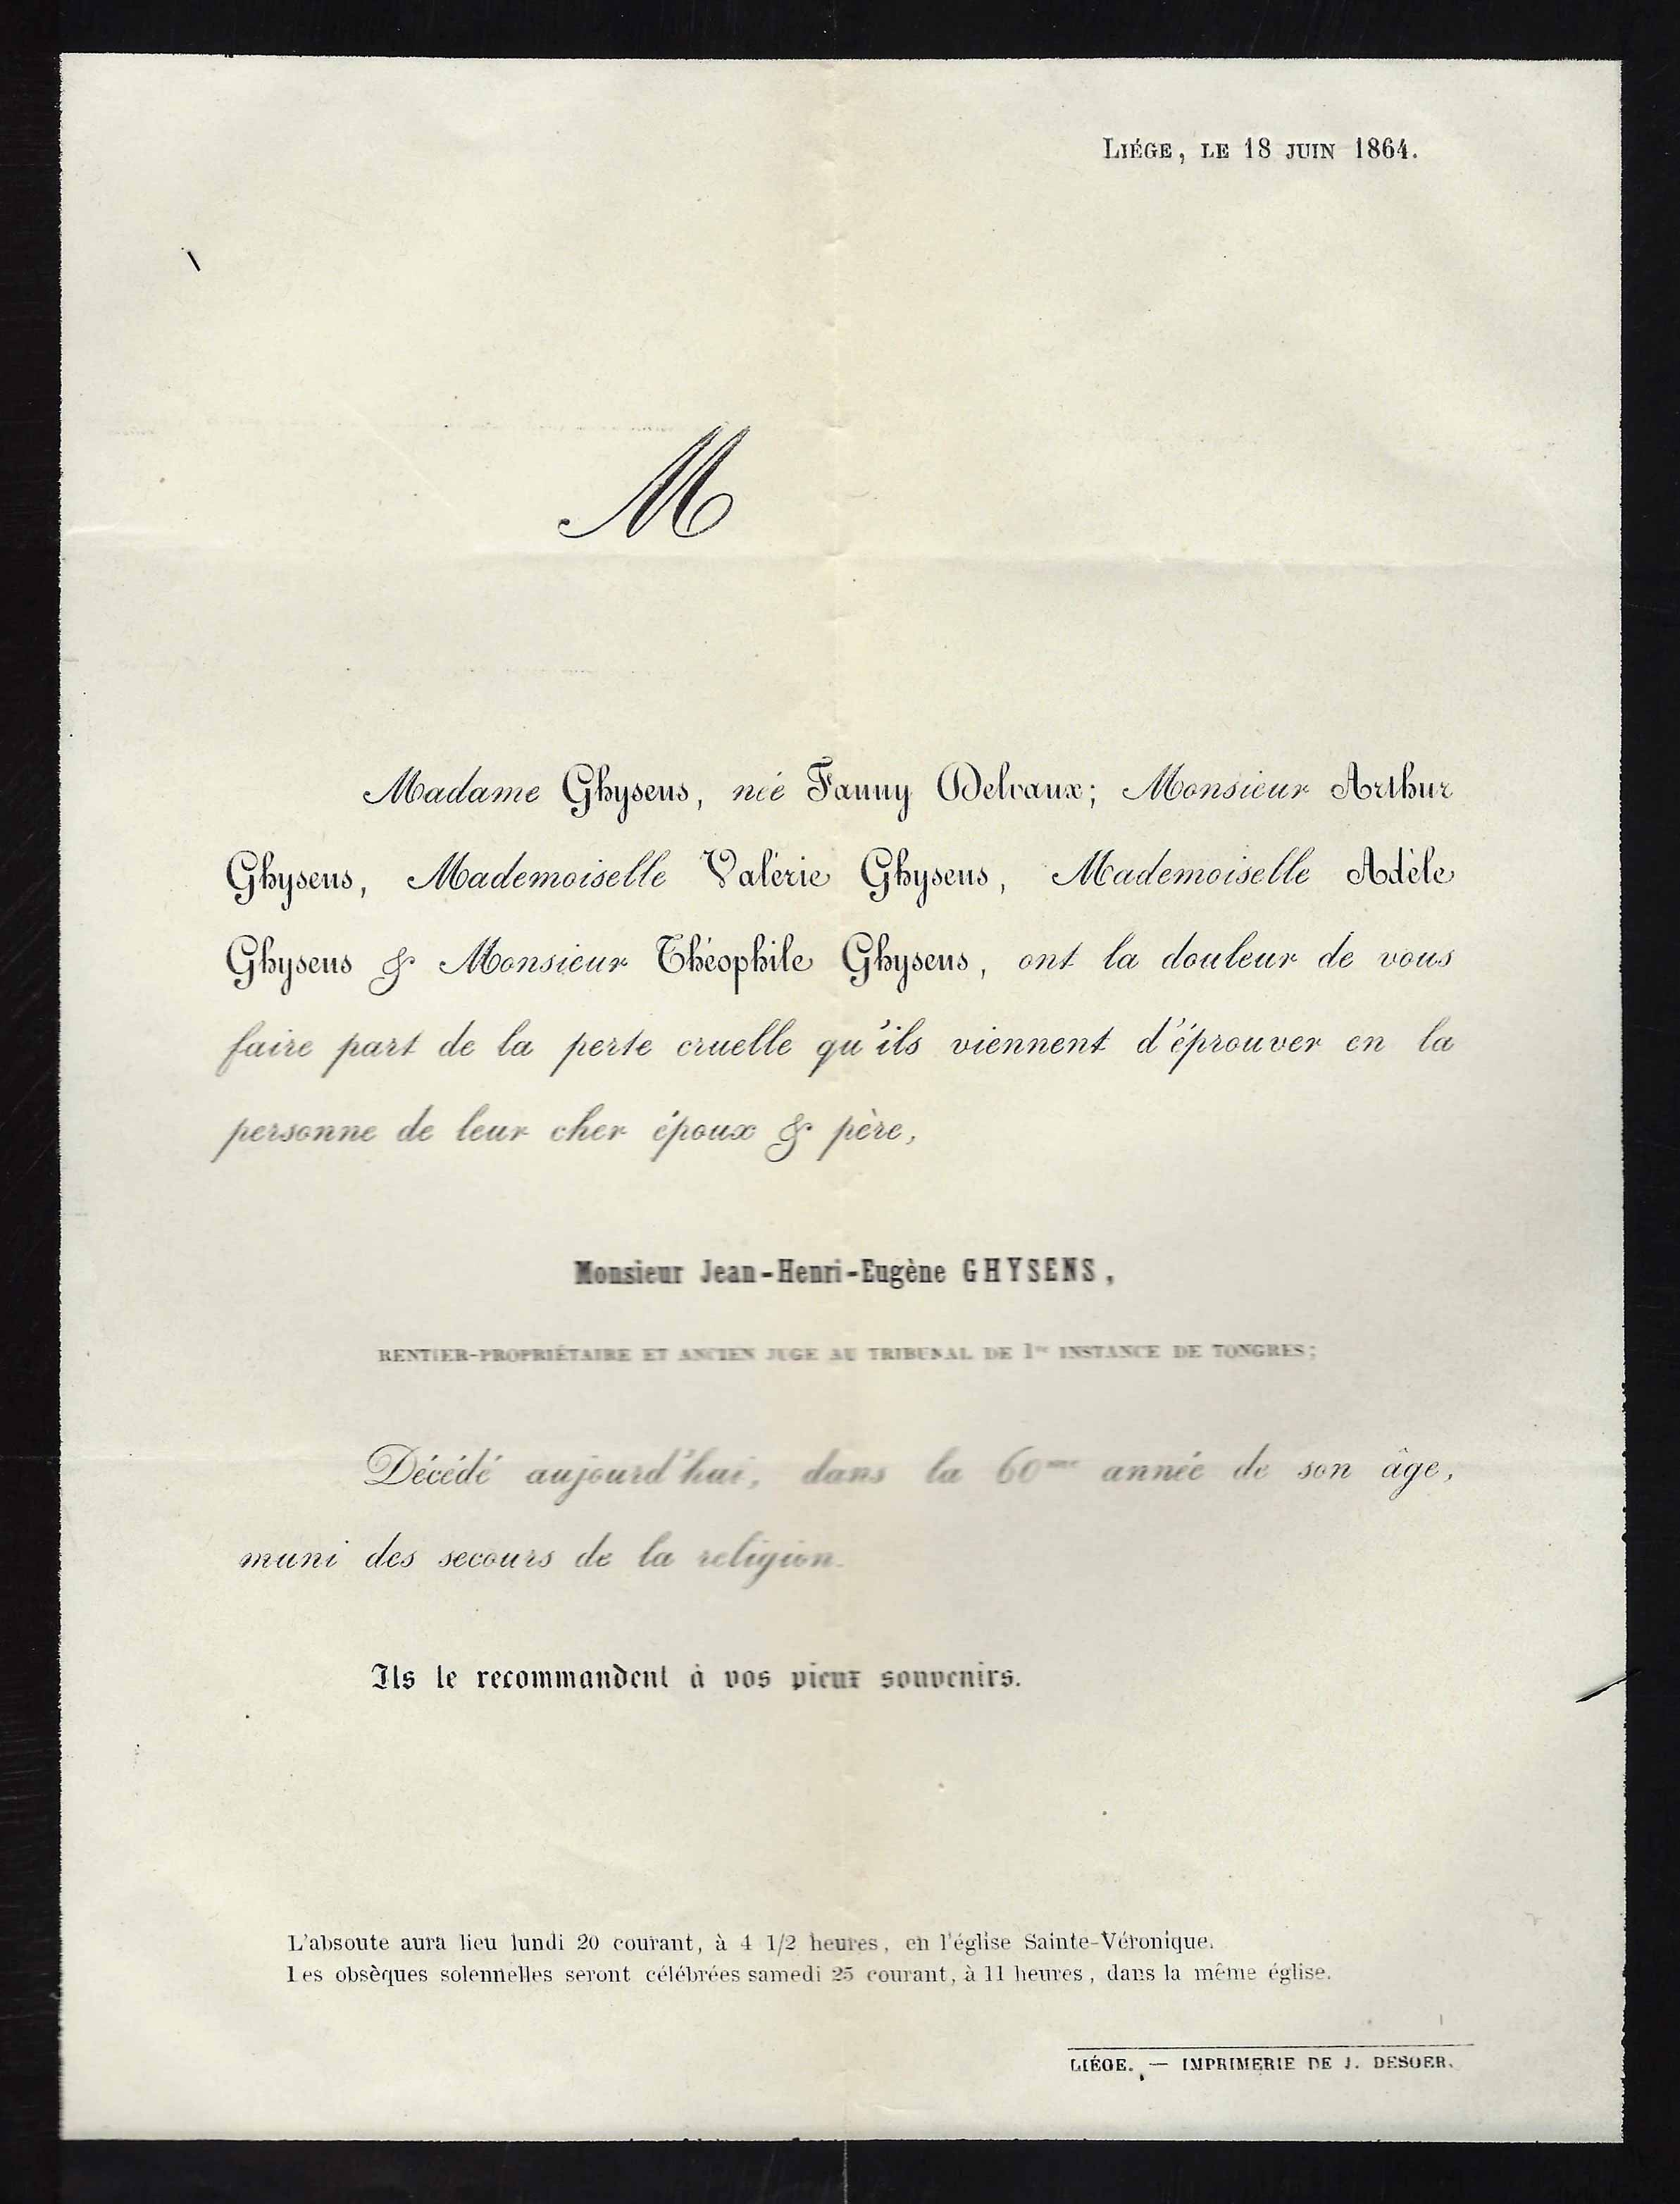 LIÉGE, LE 18 JUIN 1864.
M
Madame Ghysens, née Fanny Delvaux; Monsieur Arthur
Ghysens, Mademoiselle Valérie Ghysens, Mademoiselle Adèle
Ghysens & Monsieur Théophile Ghysens, ont la douleur de vous
faire part de la perte cruelle qu'ils viennent d'éprouver en la
personne de leur cher époux & père,
Monsieur Jean-Henri-Eugène GHYSENS,
RENTIER-PROPRIÉTAIRE ET ANCIEN JUGE AU TRIBUNAL DE 1re INSTANCE DE TONGRES;
Décédé aujourd'hui, dans la 60me année de son âge,
muni des secours de la religion.
Ils le recommandent à vos pieux souvenirs.
L'absoute aura lieu lundi 20 courant, à 4 1/2 heures, en l'église Sainte-Véronique.
Les obsèques solennelles seront célébrées samedi 25 courant, à 11 heures, dans la même église.
LIÉGE. — IMPRIMERIE DE J. DESOER.